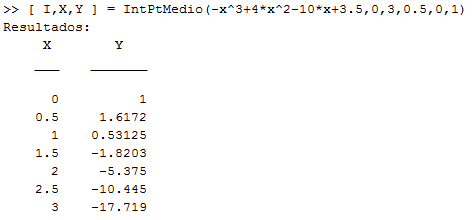 >> [ I,X,Y ] = IntPtMedio(-x^3+4*x^2-10*x+3.5,0,3,0.5,0,1)
Resultados:
X Y
___ _______
0 1
0.5 1.6172
1 0.53125
1.5 -1.8203
2 -5.375
2.5 -10.445
3 -17.719